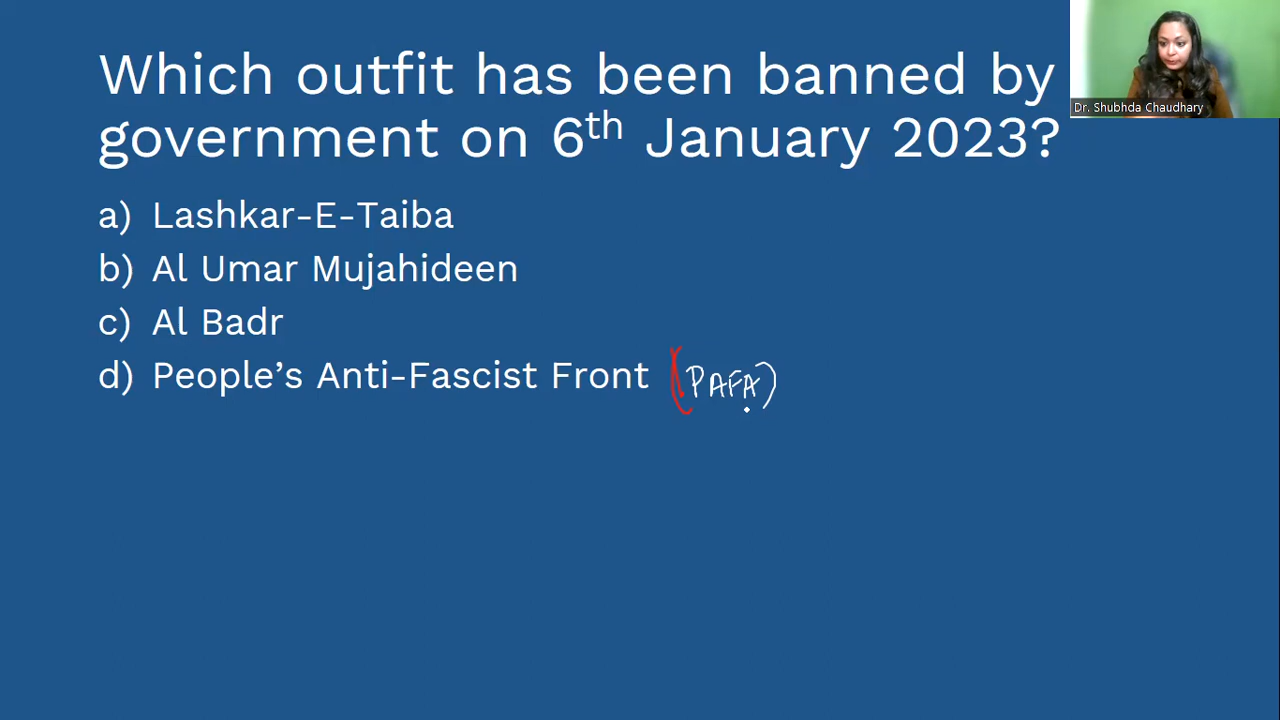 Which outfit has been banned by
government on 6th January 2023?
Dr. Shubhda Chaudhary
a) Lashkar-E-Taiba
b) Al Umar Mujahideen
c) Al Badr
d) People's Anti-Fascist Front (PAFA)